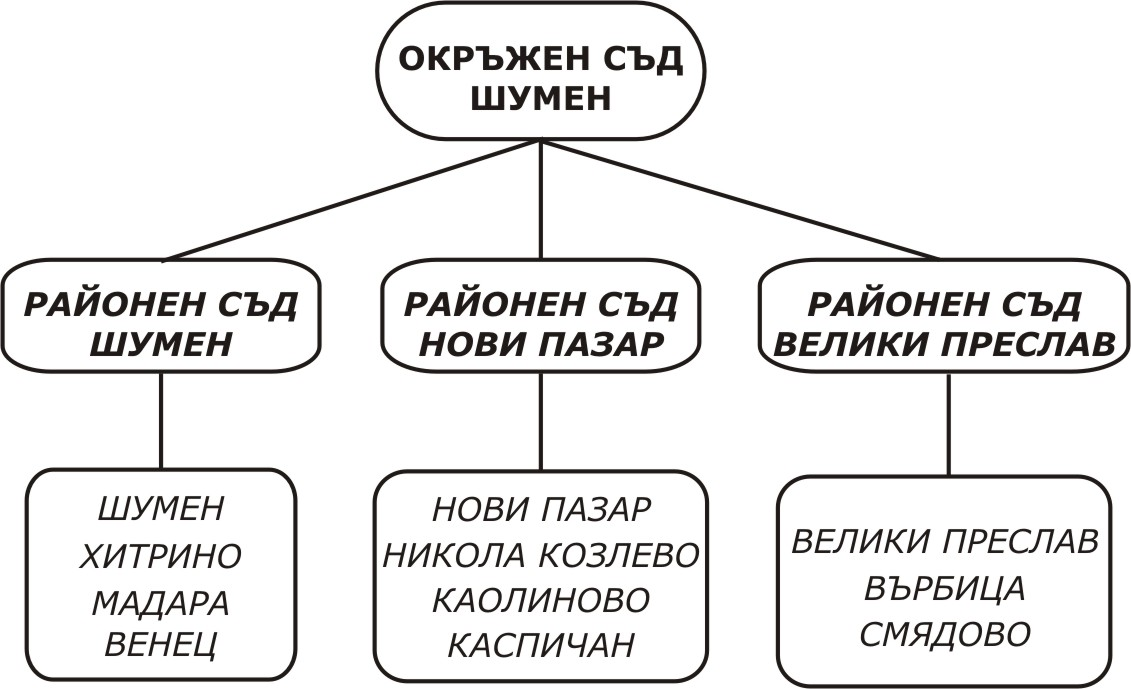 ОКРЪЖЕН СЪД
ШУМЕН
РАЙОНЕН СЪД
ШУМЕН
РАЙОНЕН СЪД
НОВИ ПАЗАР
РАЙОНЕН СЪД
ВЕЛИКИ ПРЕСЛАВ
ШУМЕН
ХИТРИНО
МАДАРА
ВЕНЕЦ
НОВИ ПАЗАР
НИКОЛА КОЗЛЕВО
КАОЛИНОВО
КАСПИЧАН
ВЕЛИКИ ПРЕСЛАВ
ВЪРБИЦА
СМЯДОВО